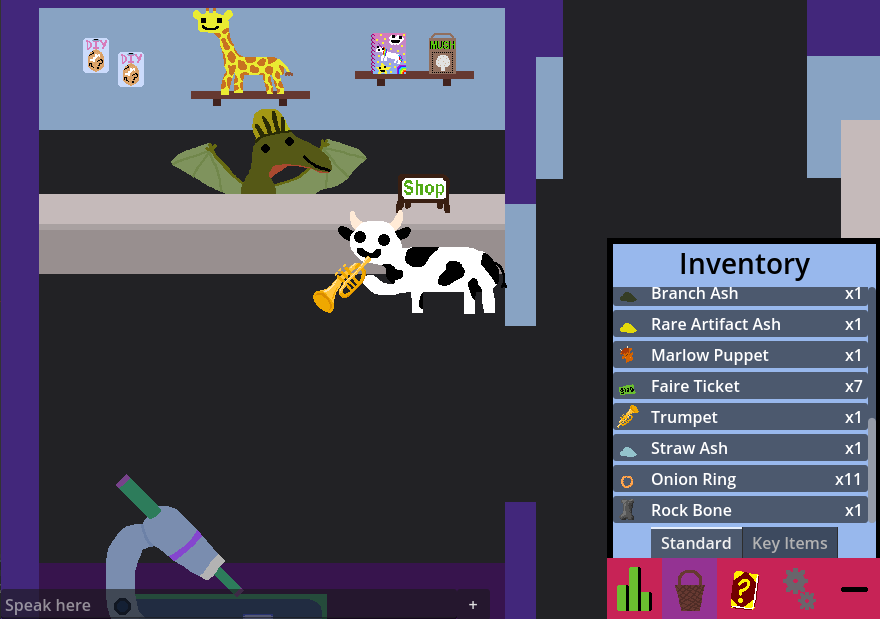 DIY
DIY
MUGH
Shop
Inventory
Branch Ash x1
Rare Artifact Ash x1
Marlow Puppet x1
Faire Ticket x7
Trumpet x1
Straw Ash x1
Onion Ring x11
Rock Bone x1
Standard Key Items
?
Speak here +